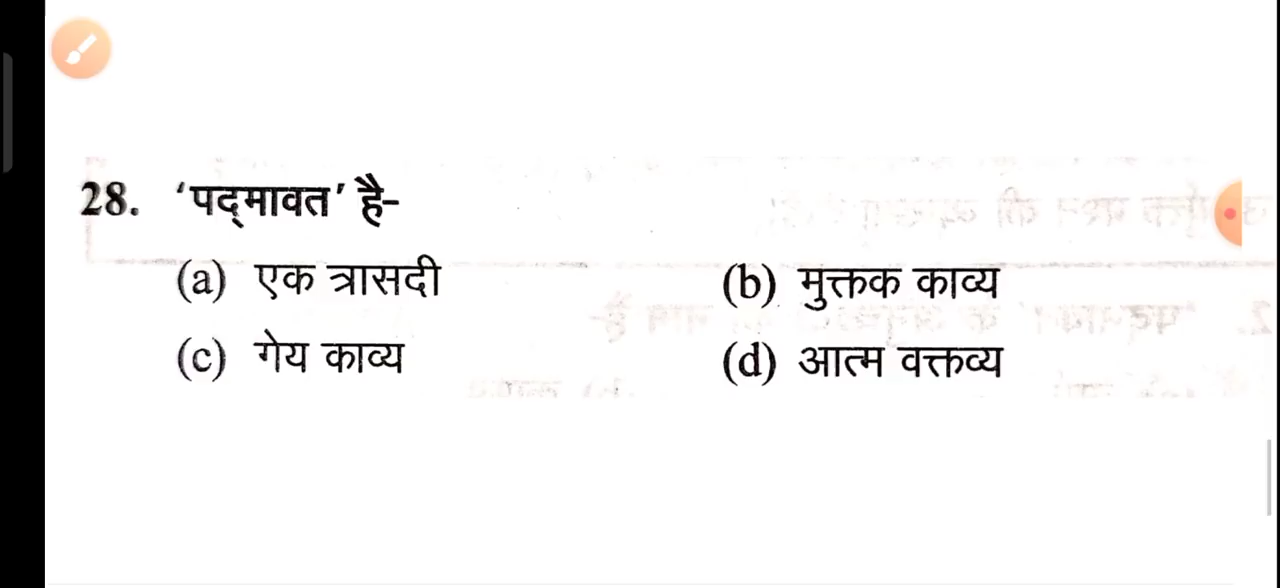 28. 'पद्मावत' है-
(a) एक त्रासदी (b) मुक्तक काव्य
(c) गेय काव्य (d) आत्म वक्तव्य